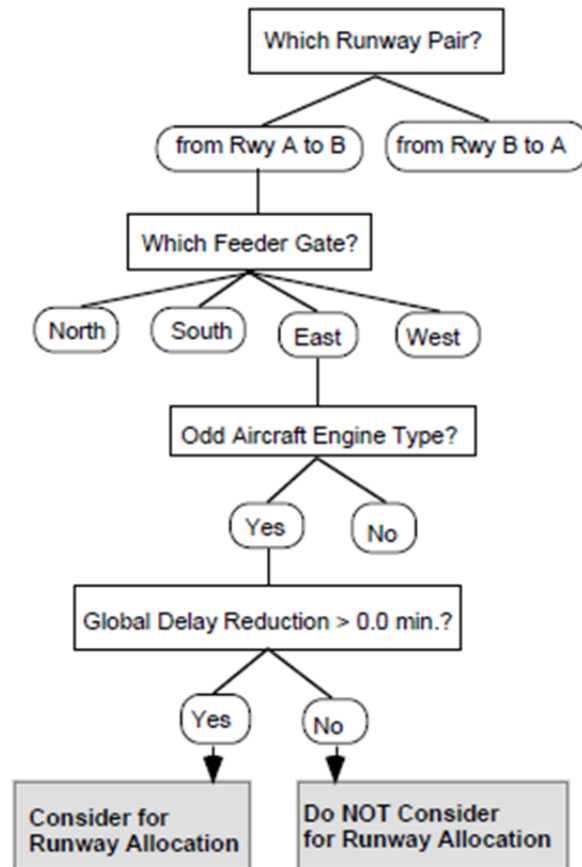 Which Runway Pair?
from Rwy A to B
from Rwy B to A
Which Feeder Gate?
North
South
East
West
Odd Aircraft Engine Type?
Yes
No
Global Delay Reduction > 0.0 min.?
Yes
No
Consider for
Runway Allocation
Do NOT Consider
for Runway Allocation